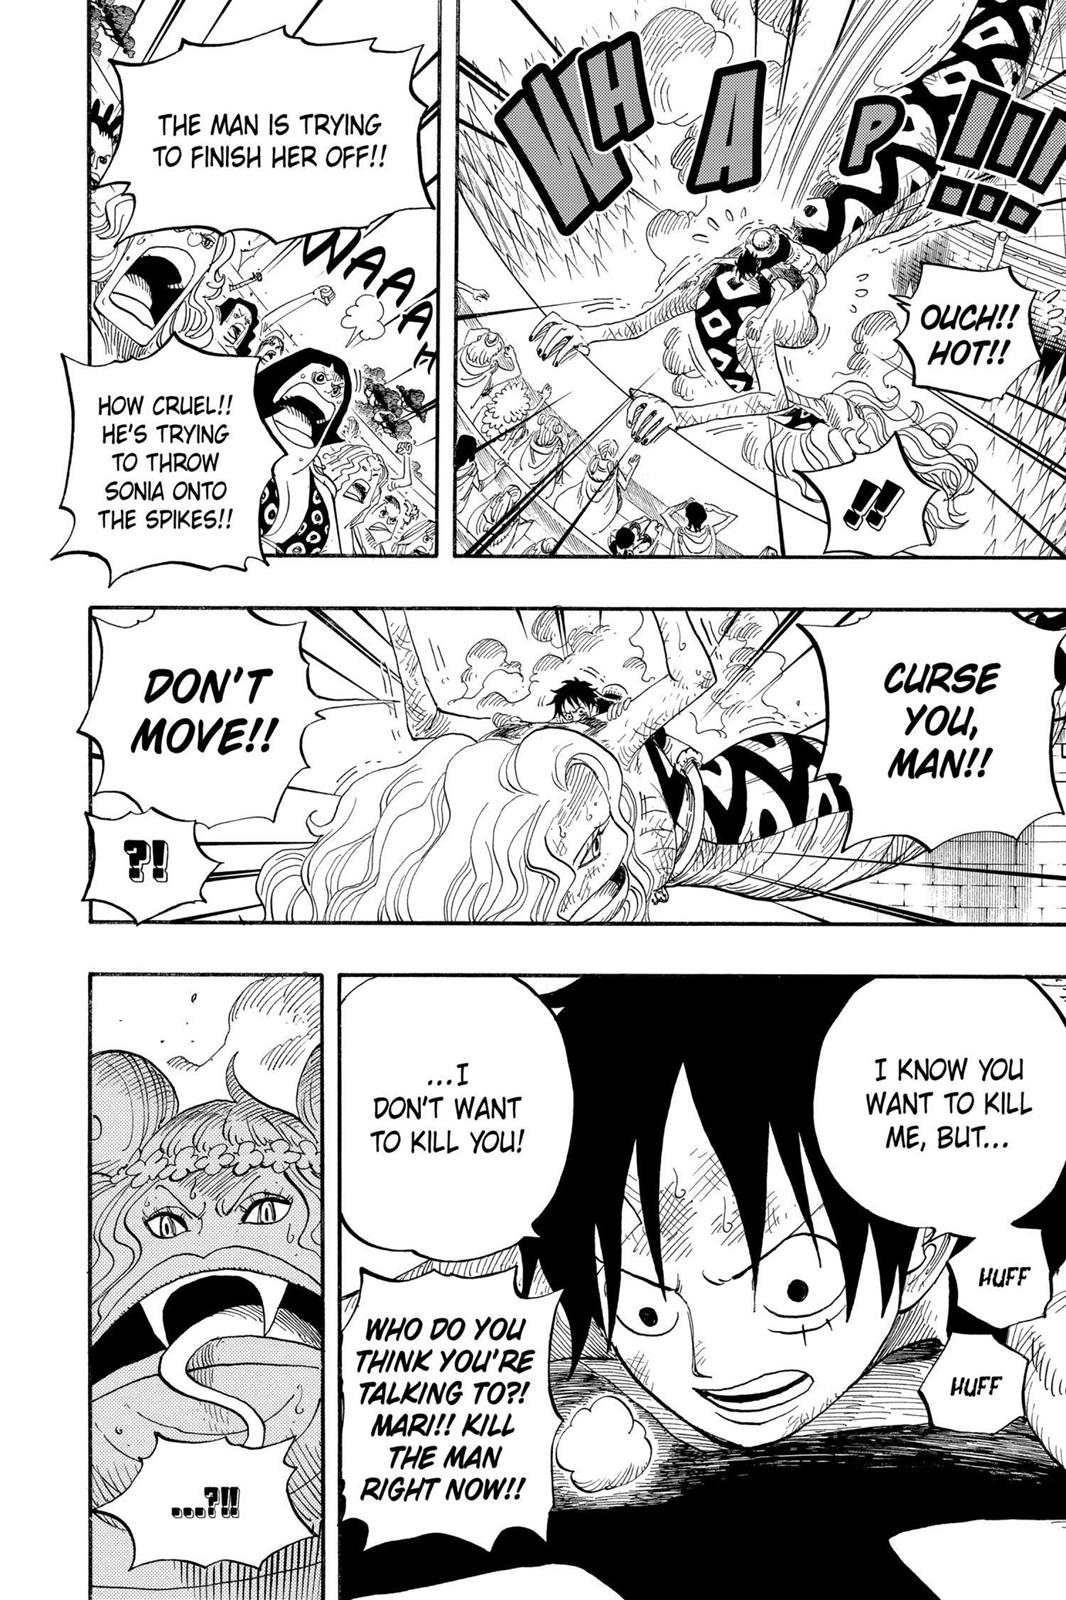 WHAP!!!
OUCH!!
HOT!!
!!
THE MAN IS TRYING
TO FINISH HER OFF!!
WAAAAH
HOW CRUEL!!
HE'S TRYING
TO THROW
SONIA ONTO
THE SPIKES!!
CURSE
YOU,
MAN!!
DON'T
MOVE!!
?!
I KNOW YOU
WANT TO KILL
ME, BUT...
HUFF
HUFF
...I
DON'T WANT
TO KILL YOU!
WHO DO YOU
THINK YOU'RE
TALKING TO?!
MARI!! KILL
THE MAN
RIGHT NOW!!
....?!!